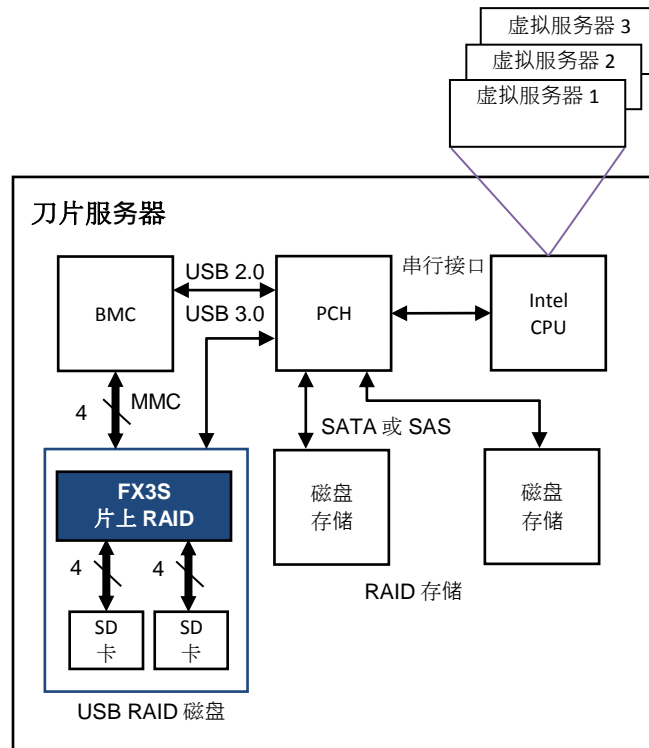 虚拟服务器 3
虚拟服务器 2
虚拟服务器 1
刀片服务器
USB 2.0
串行接口
BMC
USB 3.0
PCH
Intel
CPU
4
MMC
SATA 或 SAS
FX3S
片上 RAID
磁盘
存储
磁盘
存储
4
4
RAID 存储
SD
卡
SD
卡
USB RAID 磁盘